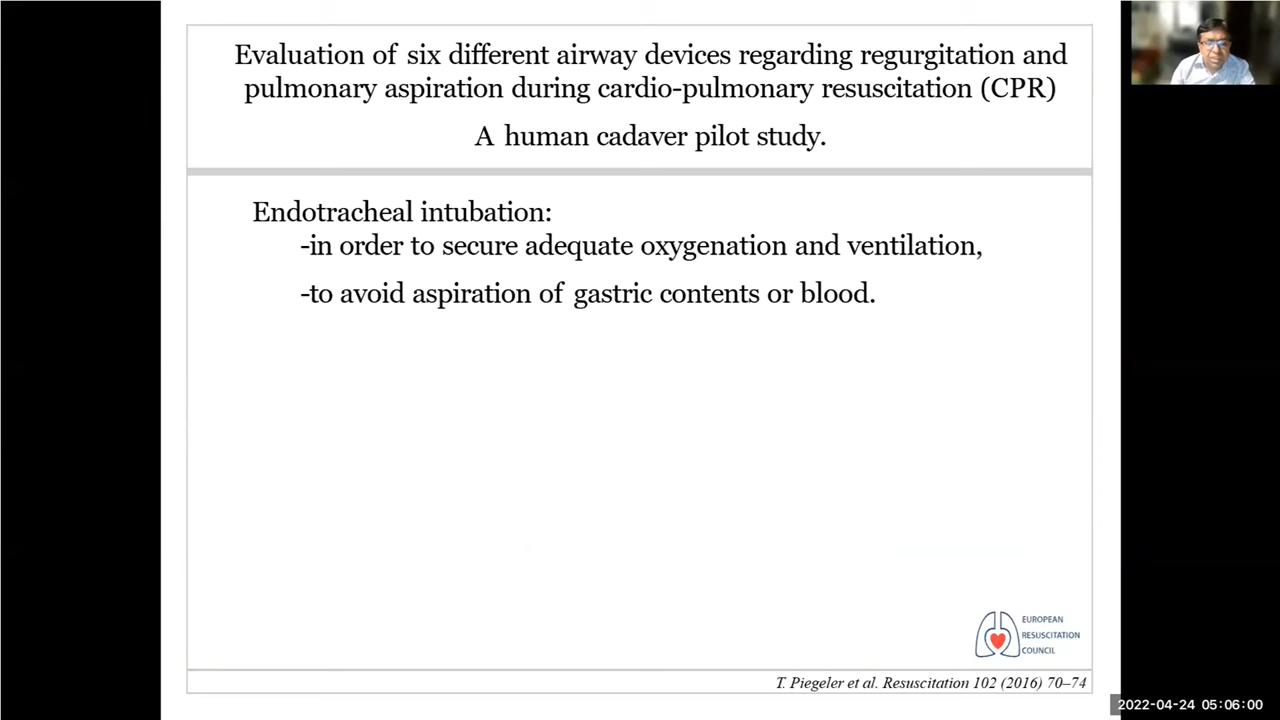 Evaluation of six different airway devices regarding regurgitation and
pulmonary aspiration during cardio-pulmonary resuscitation (CPR)
A human cadaver pilot study.
Endotracheal intubation:
-in order to secure adequate oxygenation and ventilation,
-to avoid aspiration of gastric contents or blood.
EUROPEAN
RESUSCITATION
COUNCIL
T. Piegeler et al. Resuscitation 102 (2016) 70–74
2022-04-24 05:06:00